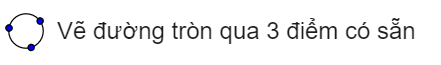 Vẽ đường tròn qua 3 điểm có sẵn